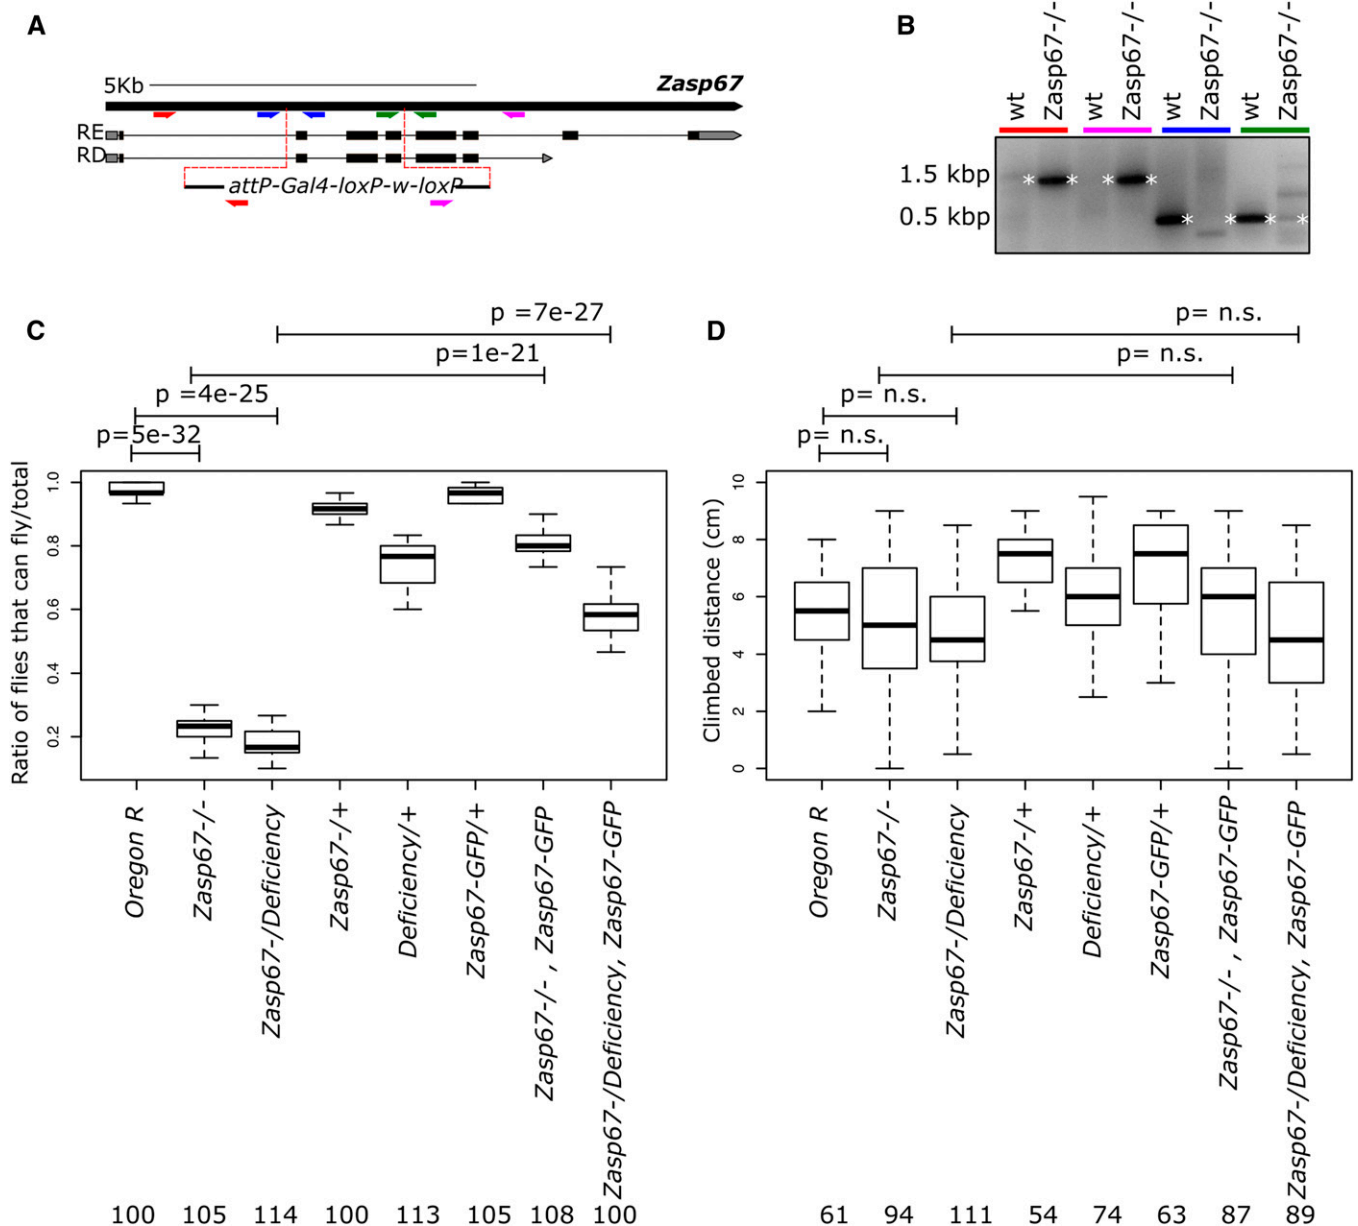 A
5Kb
Zasp67
RE
RD
attP-Gal4-loxP-w-loxP
B
wt
Zasp67-/-
wt
Zasp67-/-
wt
Zasp67-/-
wt
Zasp67-/-
1.5 kbp
0.5 kbp
* * * * * * * *
C
p =7e-27
p=1e-21
p =4e-25
p=5e-32
Ratio of flies that can fly/total
1.0
0.8
0.6
0.4
0.2
Oregon R
Zasp67-/-
Zasp67-/Deficiency
Zasp67-/+
Deficiency/+
Zasp67-GFP/+
Zasp67-/- , Zasp67-GFP
Zasp67-/Deficiency, Zasp67-GFP
100 105 114 100 113 105 108 100
D
p= n.s.
p= n.s.
p= n.s.
p= n.s.
Climbed distance (cm)
10
8
6
4
2
0
Oregon R
Zasp67-/-
Zasp67-/Deficiency
Zasp67-/+
Deficiency/+
Zasp67-GFP/+
Zasp67-/-, Zasp67-GFP
Zasp67-/Deficiency, Zasp67-GFP
61 94 111 54 74 63 87 89